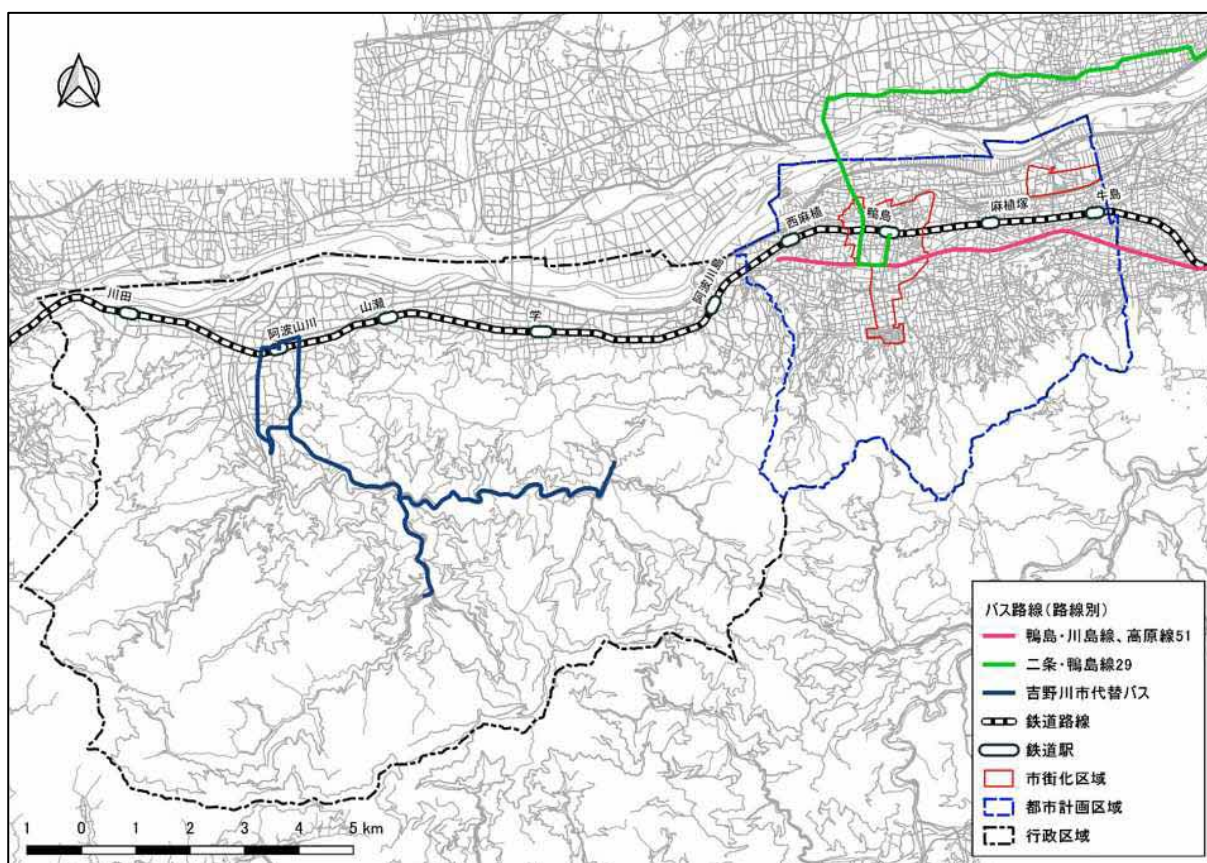 牛島
麻植塚
鴨島
西麻植
阿波川島
川田
山瀬
学
阿波山川
バス路線(路線別)
鴨島・川島線、高原線51
二条・鴨島線29
吉野川市代替バス
鉄道路線
鉄道駅
市街化区域
都市計画区域
行政区域
1 0 1 2 3 4 5 km